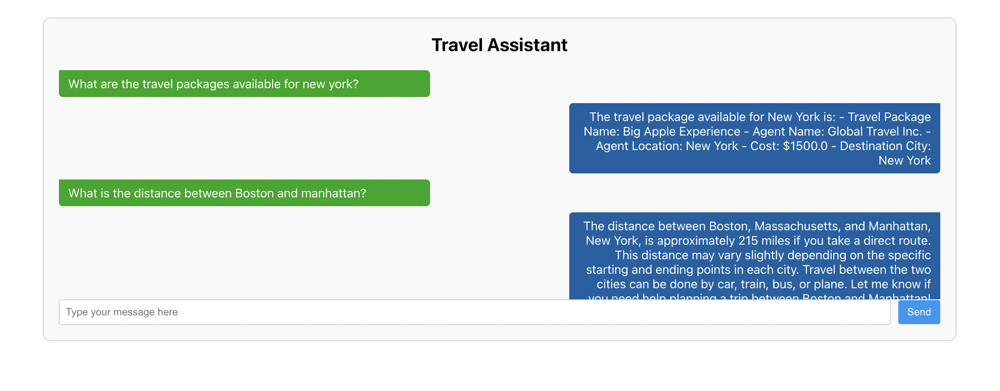 Travel Assistant
What are the travel packages available for new york?
The travel package available for New York is: - Travel Package
Name: Big Apple Experience - Agent Name: Global Travel Inc. -
Agent Location: New York - Cost: $1500.0 - Destination City:
New York
What is the distance between Boston and manhattan?
The distance between Boston, Massachusetts, and Manhattan,
New York, is approximately 215 miles if you take a direct route.
This distance may vary slightly depending on the specific
starting and ending points in each city. Travel between the two
cities can be done by car, train, bus, or plane. Let me know if
you need help planning a trip between Boston and Manhattan!
Type your message here
Send